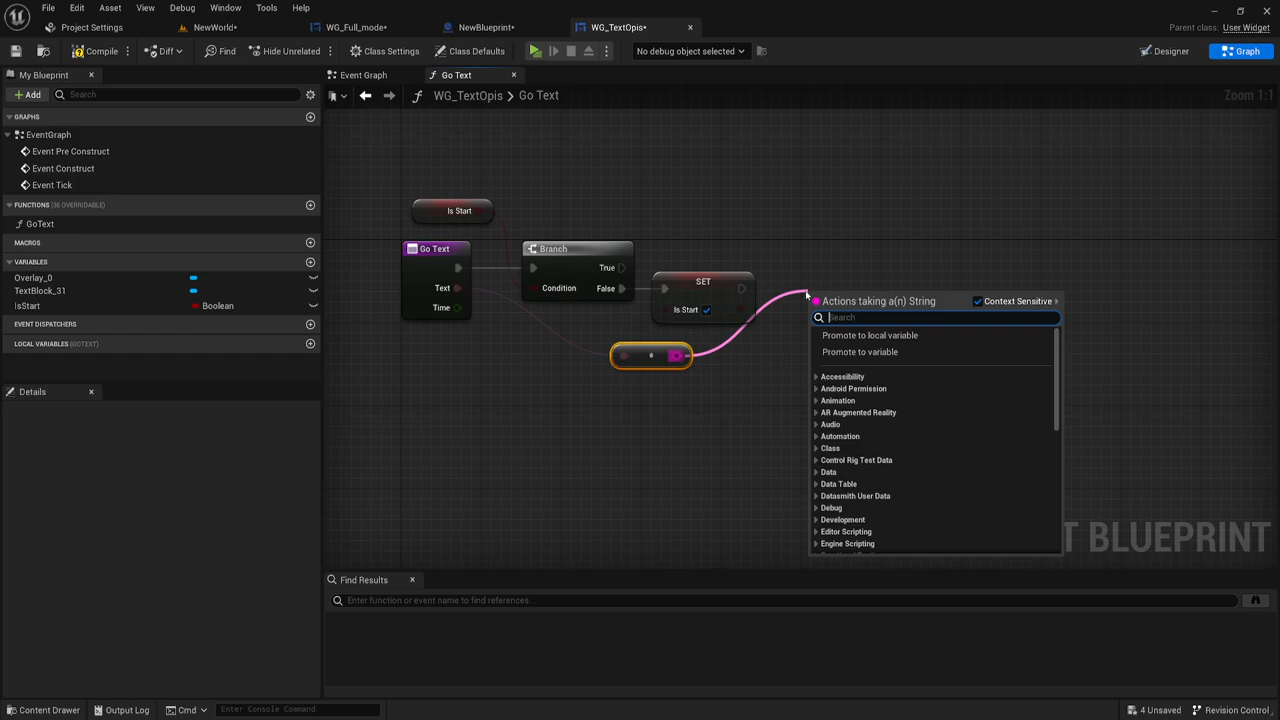 File Edit Asset View Debug Window Tools Help
Project Settings NewWorld• WG_Full_mode• NewBlueprint• WG_TextOpis•
Parent class: User Widget
Compile Diff Find Hide Unrelated Class Settings Class Defaults No debug object selected Designer Graph
My Blueprint Event Graph Go Text
Add Search WG_TextOpis > Go Text Zoom 1:1
GRAPHS
EventGraph
Event Pre Construct
Event Construct
Event Tick
FUNCTIONS (36 OVERRIDABLE)
GoText
MACROS
VARIABLES
Overlay_0
TextBlock_31
IsStart Boolean
EVENT DISPATCHERS
LOCAL VARIABLES (GOTEXT)
Details
Is Start
Go Text
Text
Time
Branch
True
Condition False
SET
Is Start
Actions taking a(n) String Context Sensitive
Search
Promote to local variable
Promote to variable
Accessibility
Android Permission
Animation
AR Augmented Reality
Audio
Automation
Class
Control Rig Test Data
Data
Data Table
Datasmith User Data
Debug
Development
Editor Scripting
Engine Scripting
T BLUEPRINT
Find Results
Enter function or event name to find references...
Content Drawer Output Log Cmd Enter Console Command 4 Unsaved Revision Control